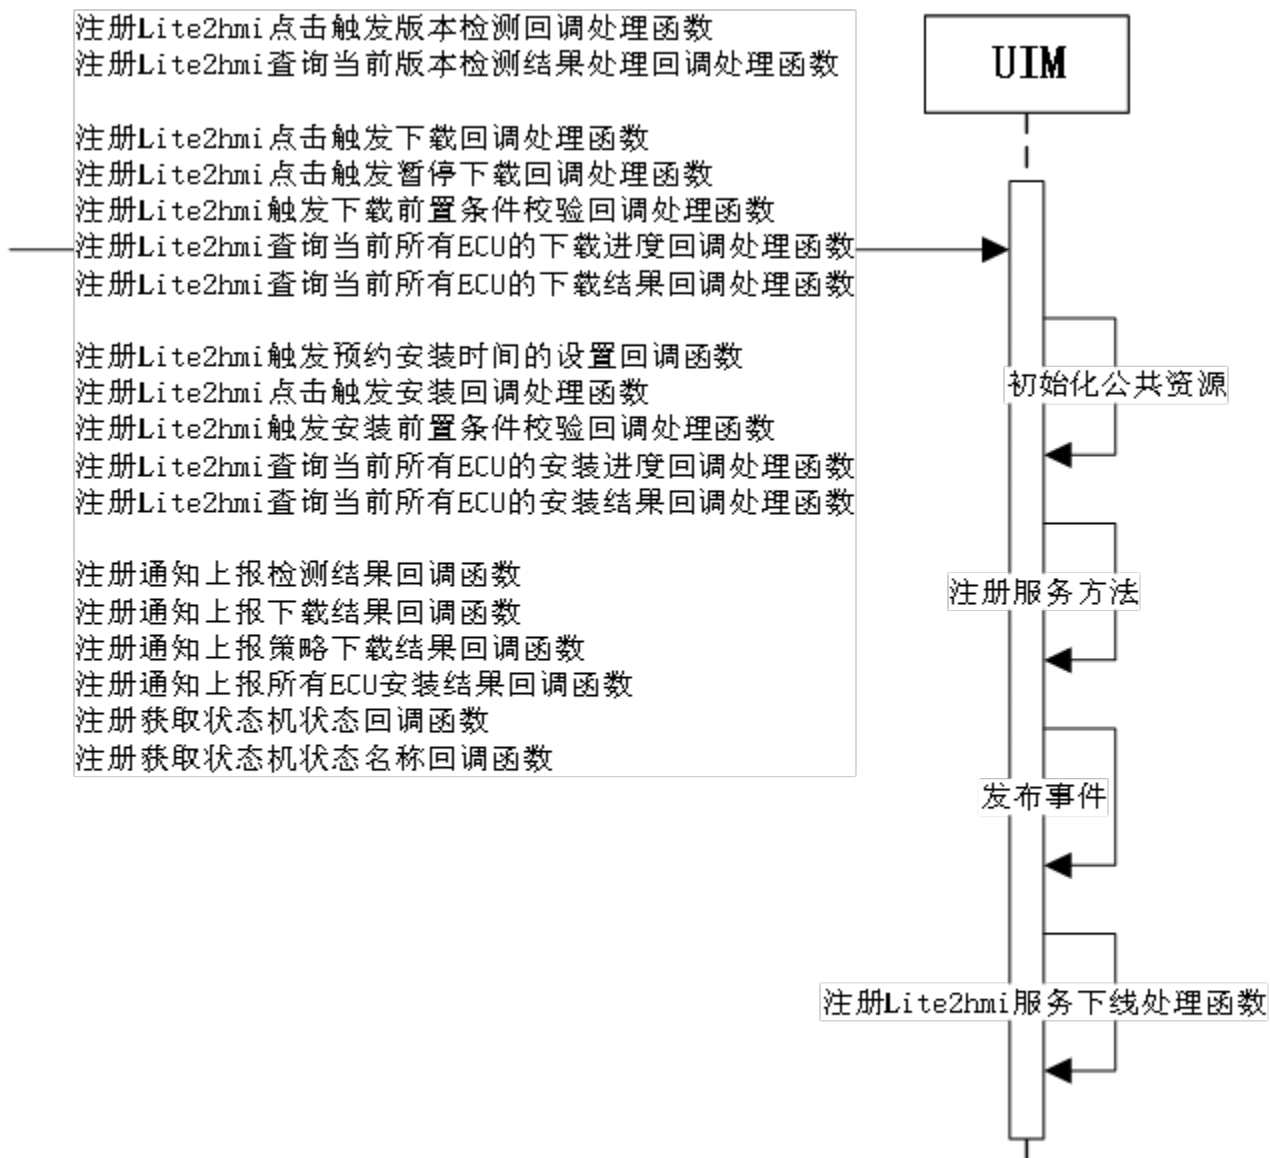 注册Lite2hmi点击触发版本检测回调处理函数
注册Lite2hmi查询当前版本检测结果处理回调处理函数
注册Lite2hmi点击触发下载回调处理函数
注册Lite2hmi点击触发暂停下载回调处理函数
注册Lite2hmi触发下载前置条件校验回调处理函数
注册Lite2hmi查询当前所有ECU的下载进度回调处理函数
注册Lite2hmi查询当前所有ECU的下载结果回调处理函数
注册Lite2hmi触发预约安装时间的设置回调函数
注册Lite2hmi点击触发安装回调处理函数
注册Lite2hmi触发安装前置条件校验回调处理函数
注册Lite2hmi查询当前所有ECU的安装进度回调处理函数
注册Lite2hmi查询当前所有ECU的安装结果回调处理函数
注册通知上报检测结果回调函数
注册通知上报下载结果回调函数
注册通知上报策略下载结果回调函数
注册通知上报所有ECU安装结果回调函数
注册获取状态机状态回调函数
注册获取状态机状态名称回调函数
UIM
初始化公共资源
注册服务方法
发布事件
注册Lite2hmi服务下线处理函数